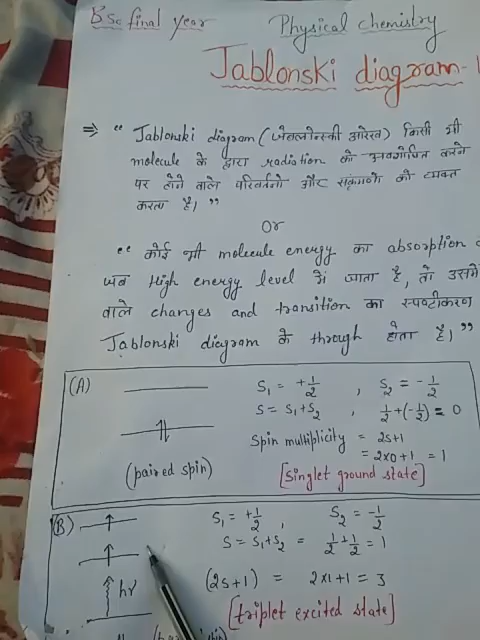 BSc final year
Physical chemistry
Jablonski diagram-
⇒ " Jablonski diagram (जेबलोन्स्की आरेख) किसी भी
molecule के द्वारा radiation को अवशोषित करने
पर होने वाले परिवर्तनो और संक्रमणो को व्यक्त
करता है। "
Or
" कोई भी molecule energy का absorption
जब High energy level में जाता है, तो उसमें
वाले changes and transition का स्पष्टीकरण
Jablonski diagram के through होता है। "
(A) S₁ = +1/2 , S₂ = -1/2
S = S₁+S₂ , 1/2+(-1/2) = 0
Spin multiplicity = 2S+1
= 2x0+1 = 1
(paired spin) [Singlet ground state]
(B) S₁ = +1/2 , S₂ = -1/2
S = S₁+S₂ = 1/2+1/2 = 1
hν (2S+1) = 2x1+1 = 3
[triplet excited state]